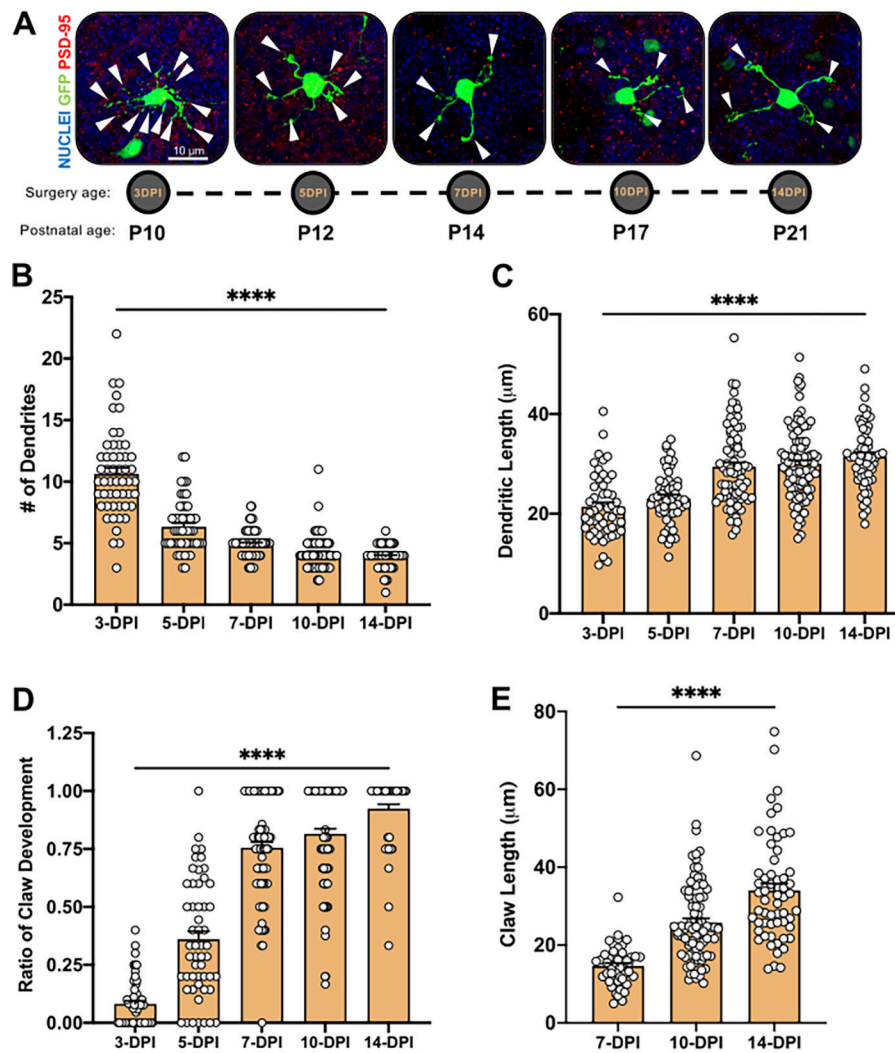 A
NUCLEI GFP PSD-95
10 µm
Surgery age: 3DPI 5DPI 7DPI 10DPI 14DPI
Postnatal age: P10 P12 P14 P17 P21
B
****
# of Dendrites
25
20
15
10
5
0
3-DPI 5-DPI 7-DPI 10-DPI 14-DPI
C
****
Dendritic Length (µm)
60
40
20
0
3-DPI 5-DPI 7-DPI 10-DPI 14-DPI
D
****
Ratio of Claw Development
1.25
1.00
0.75
0.50
0.25
0.00
3-DPI 5-DPI 7-DPI 10-DPI 14-DPI
E
****
Claw Length (µm)
80
60
40
20
0
7-DPI 10-DPI 14-DPI